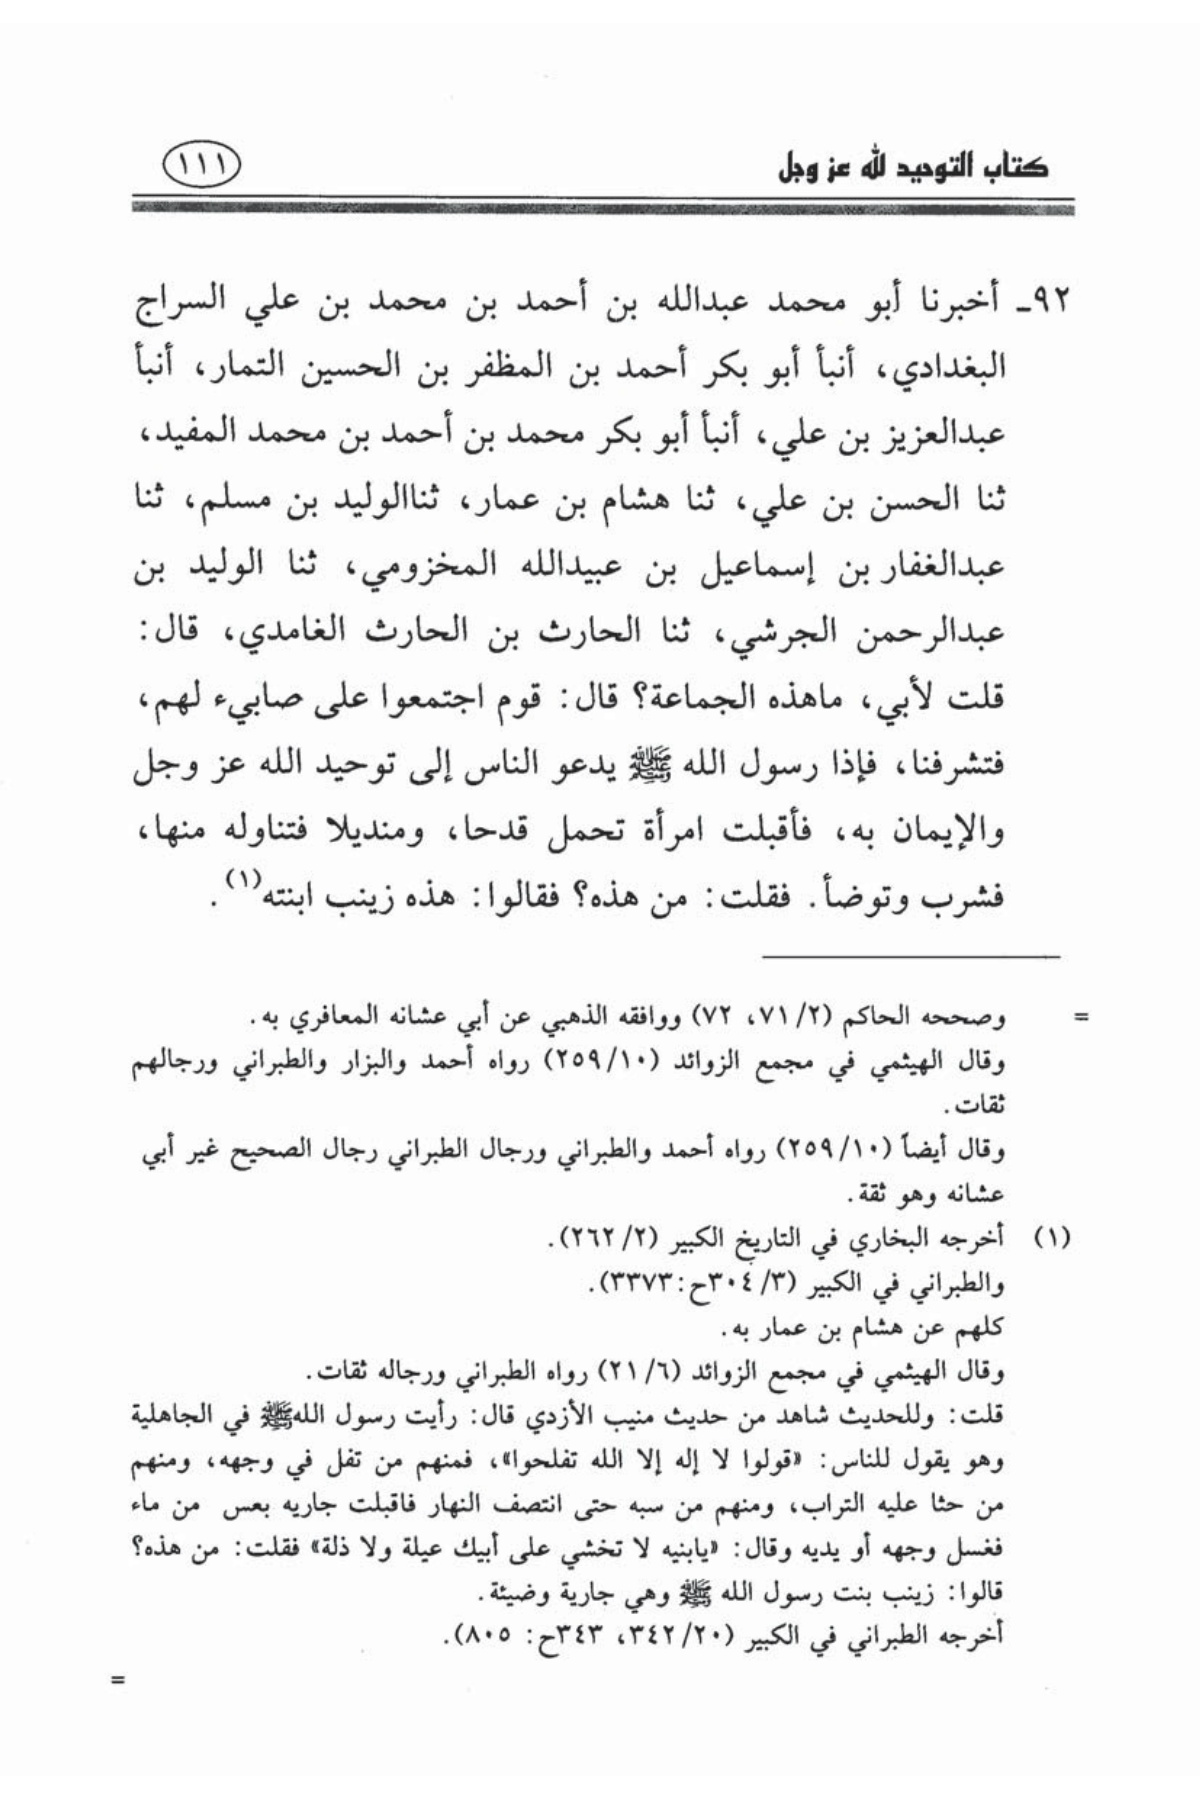 كتاب التوحيد لله عز وجل
١١١
٩٢ـ أخبرنا أبو محمد عبدالله بن أحمد بن محمد بن علي السراج
البغدادي، أنبأ أبو بكر أحمد بن المظفر بن الحسين التمار، أنبأ
عبدالعزيز بن علي، أنبأ أبو بكر محمد بن أحمد بن محمد المفيد،
ثنا الحسن بن علي، ثنا هشام بن عمار، ثناالوليد بن مسلم، ثنا
عبدالغفار بن إسماعيل بن عبيدالله المخزومي، ثنا الوليد بن
عبدالرحمن الجرشي، ثنا الحارث بن الحارث الغامدي، قال:
قلت لأبي، ماهذه الجماعة؟ قال: قوم اجتمعوا على صابيء لهم،
فتشرفنا، فإذا رسول الله ﷺ يدعو الناس إلى توحيد الله عز وجل
والإيمان به، فأقبلت امرأة تحمل قدحا، ومنديلا فتناوله منها،
فشرب وتوضأ. فقلت: من هذه؟ فقالوا: هذه زينب ابنته(١).
= وصححه الحاكم (٢/ ٧١، ٧٢) ووافقه الذهبي عن أبي عشانه المعافري به.
وقال الهيثمي في مجمع الزوائد (١٠/ ٢٥٩) رواه أحمد والبزار والطبراني ورجالهم
ثقات.
وقال أيضاً (١٠/ ٢٥٩) رواه أحمد والطبراني ورجال الطبراني رجال الصحيح غير أبي
عشانه وهو ثقة.
(١) أخرجه البخاري في التاريخ الكبير (٢/ ٢٦٢).
والطبراني في الكبير (٣/ ٣٠٤ح: ٣٣٧٣).
كلهم عن هشام بن عمار به.
وقال الهيثمي في مجمع الزوائد (٦/ ٢١) رواه الطبراني ورجاله ثقات.
قلت: وللحديث شاهد من حديث منيب الأزدي قال: رأيت رسول اللهﷺ في الجاهلية
وهو يقول للناس: «قولوا لا إله إلا الله تفلحوا»، فمنهم من تفل في وجهه، ومنهم
من حثا عليه التراب، ومنهم من سبه حتى انتصف النهار فاقبلت جاريه بعس من ماء
فغسل وجهه أو يديه وقال: «يابنيه لا تخشي على أبيك عيلة ولا ذلة» فقلت: من هذه؟
قالوا: زينب بنت رسول الله ﷺ وهي جارية وضيئة.
أخرجه الطبراني في الكبير (٢٠/ ٣٤٢، ٣٤٣ح: ٨٠٥).
=